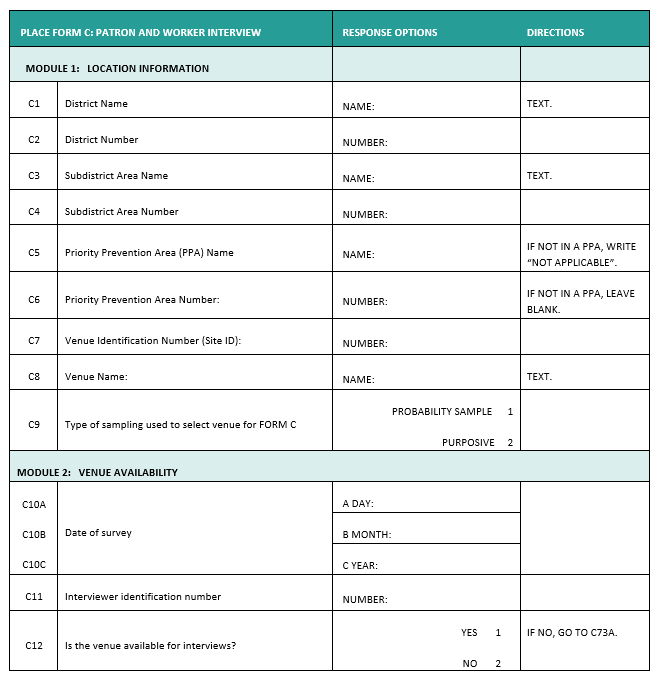 PLACE FORM C: PATRON AND WORKER INTERVIEW RESPONSE OPTIONS DIRECTIONS
MODULE 1: LOCATION INFORMATION
C1 District Name NAME: TEXT.
C2 District Number NUMBER:
C3 Subdistrict Area Name NAME: TEXT.
C4 Subdistrict Area Number NUMBER:
C5 Priority Prevention Area (PPA) Name NAME: IF NOT IN A PPA, WRITE
“NOT APPLICABLE”.
C6 Priority Prevention Area Number: NUMBER: IF NOT IN A PPA, LEAVE
BLANK.
C7 Venue Identification Number (Site ID): NUMBER:
C8 Venue Name: NAME: TEXT.
C9 Type of sampling used to select venue for FORM C PROBABILITY SAMPLE 1
PURPOSIVE 2
MODULE 2: VENUE AVAILABILITY
C10A A DAY:
C10B Date of survey B MONTH:
C10C C YEAR:
C11 Interviewer identification number NUMBER:
C12 Is the venue available for interviews? YES 1 IF NO, GO TO C73A.
NO 2